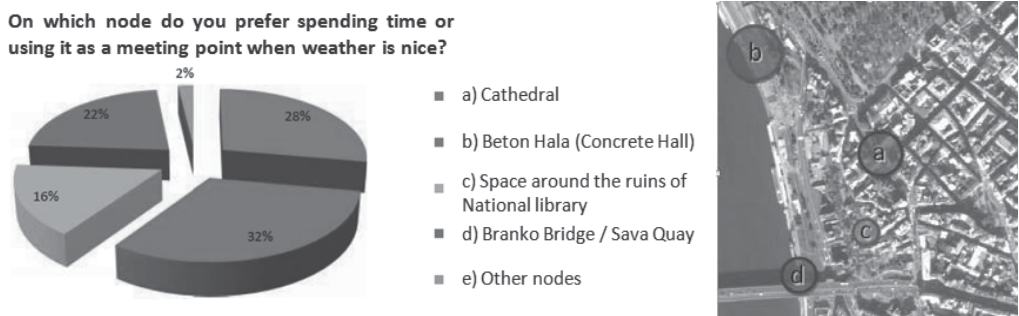 On which node do you prefer spending time or
using it as a meeting point when weather is nice?
2%
22%
28%
16%
32%
a) Cathedral
b) Beton Hala (Concrete Hall)
c) Space around the ruins of
National library
d) Branko Bridge / Sava Quay
e) Other nodes
b
a
c
d